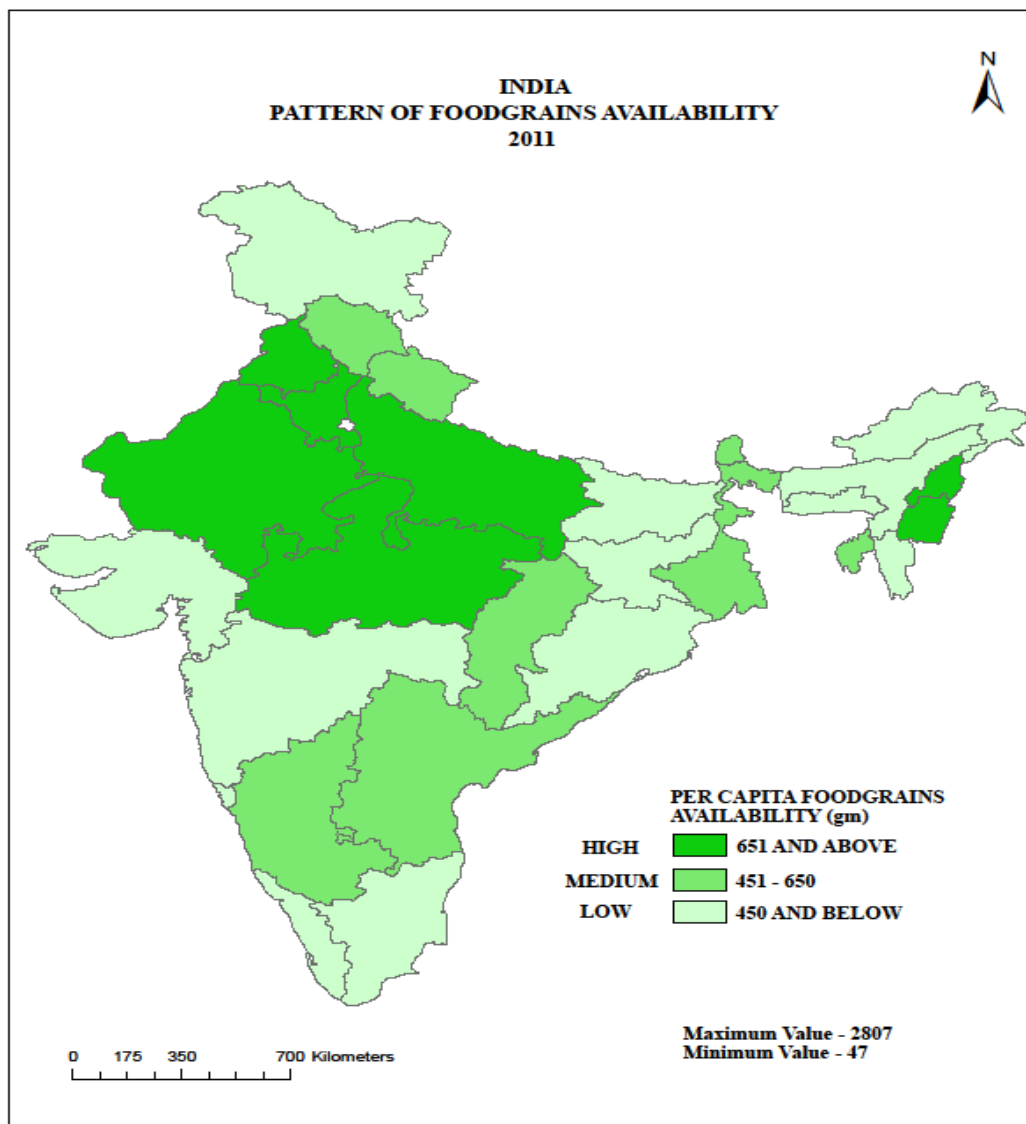 N
INDIA
PATTERN OF FOODGRAINS AVAILABILITY
2011
PER CAPITA FOODGRAINS
AVAILABILITY (gm)
HIGH 651 AND ABOVE
MEDIUM 451 - 650
LOW 450 AND BELOW
Maximum Value - 2807
Minimum Value - 47
0 175 350 700 Kilometers